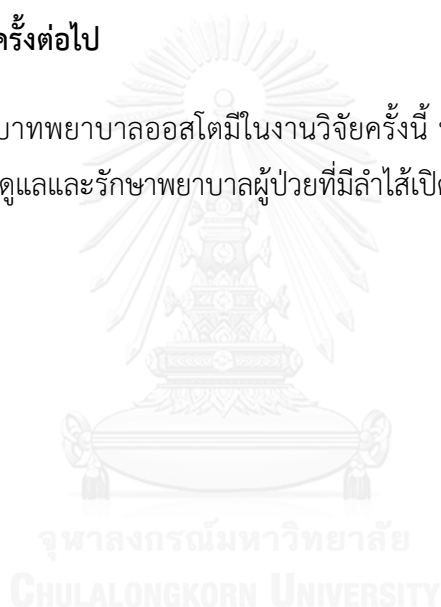 ครั้งต่อไป
บาทพยาบาลออสโตมีในงานวิจัยครั้งนี้
ดูแลและรักษาพยาบาลผู้ป่วยที่มีลำไส้เปิด
จุฬาลงกรณ์มหาวิทยาลัย
CHULALONGKORN UNIVERSITY